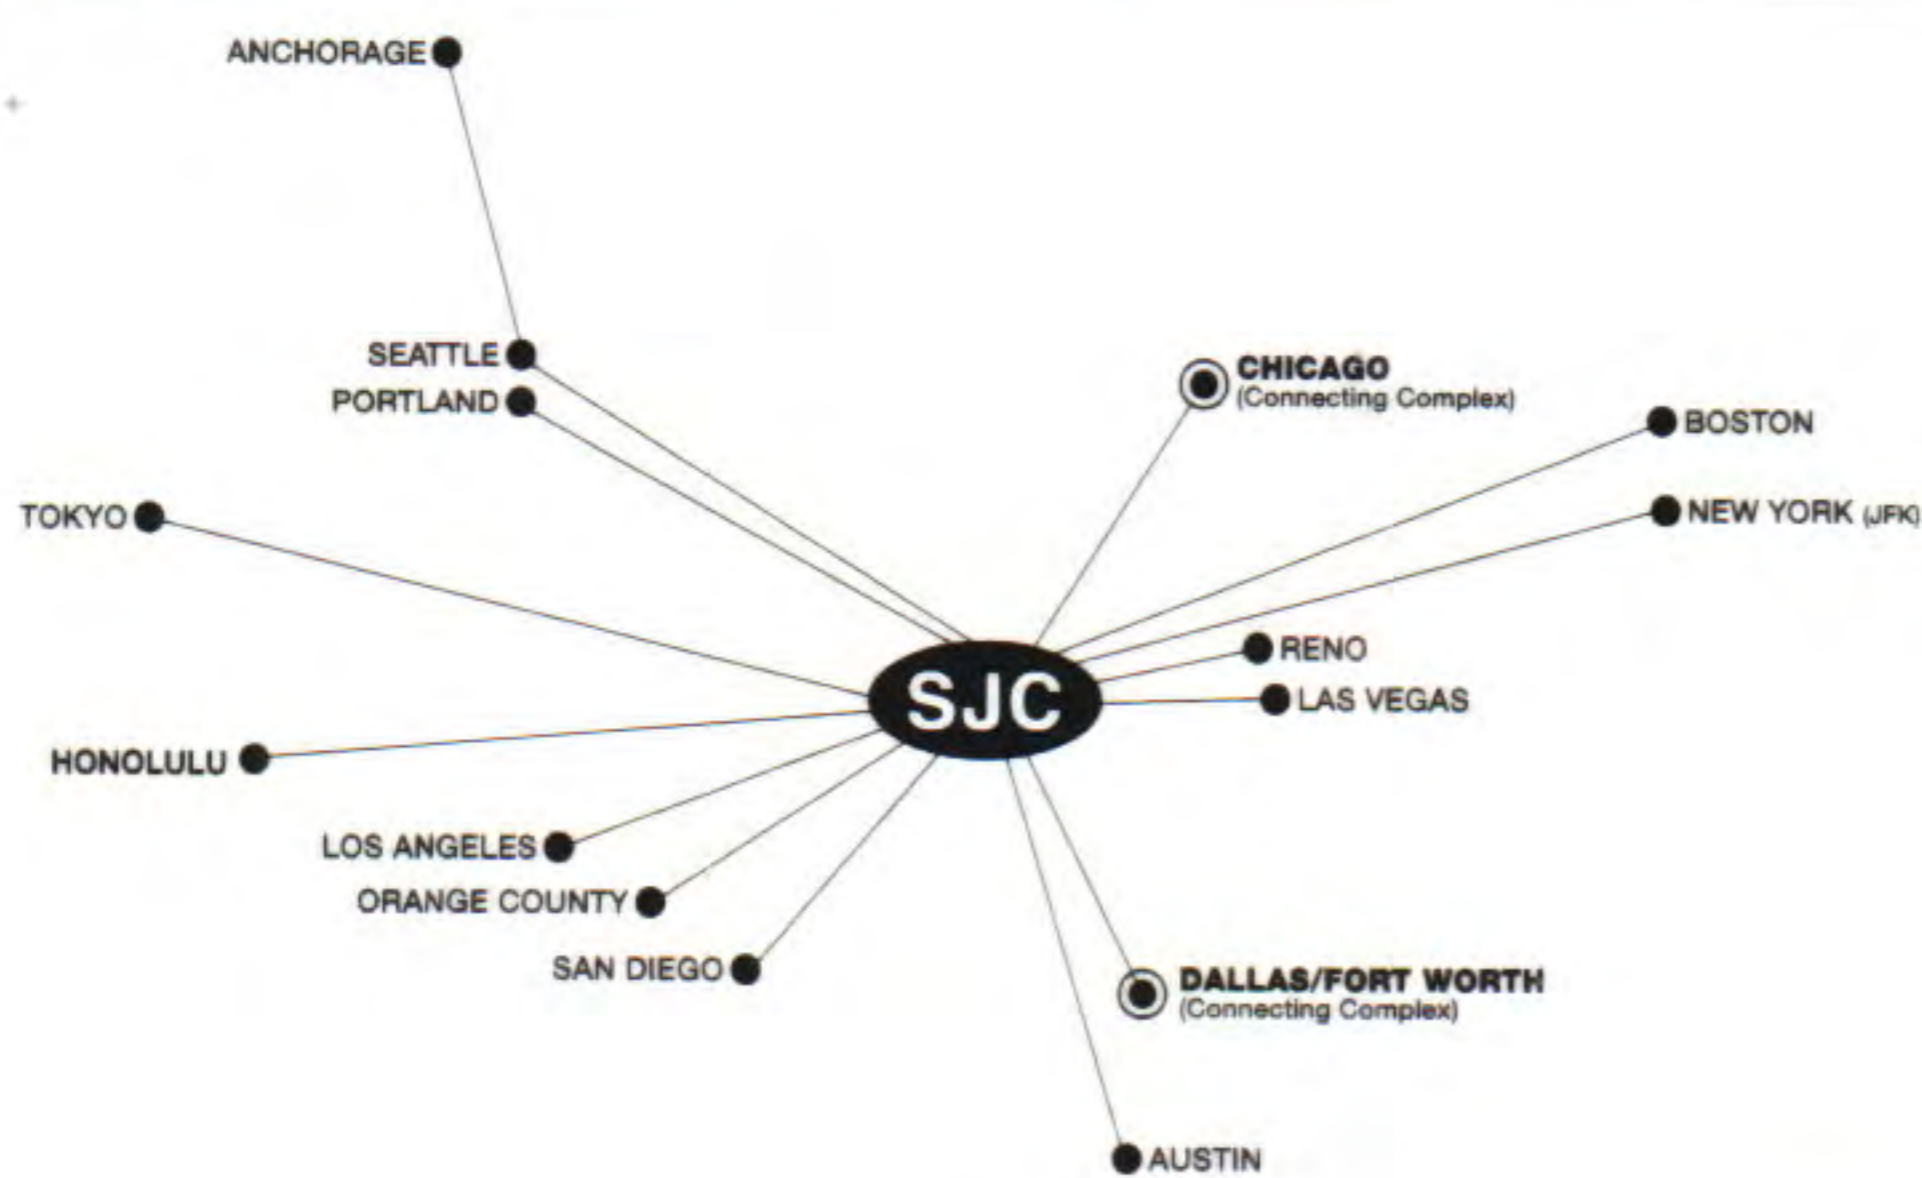 ANCHORAGE
SEATTLE
CHICAGO
(Connecting Complex)
PORTLAND
BOSTON
TOKYO
NEW YORK (JFK)
RENO
SJC
LAS VEGAS
HONOLULU
LOS ANGELES
ORANGE COUNTY
SAN DIEGO
DALLAS/FORT WORTH
(Connecting Complex)
AUSTIN